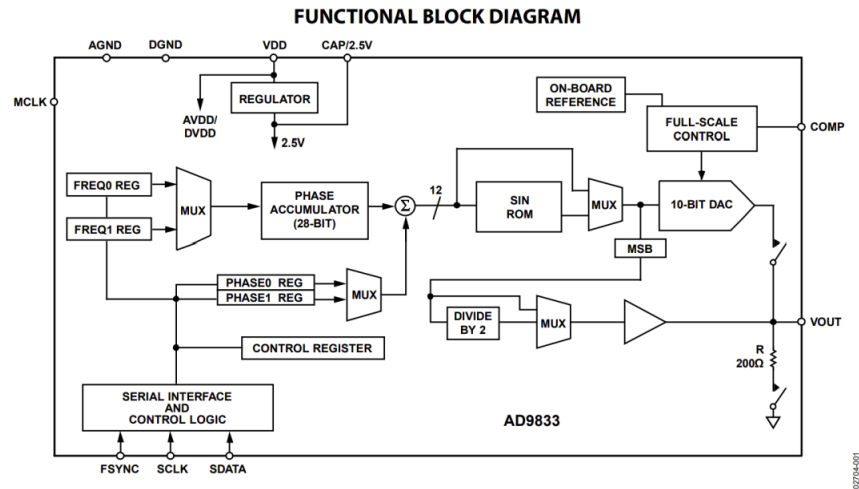 FUNCTIONAL BLOCK DIAGRAM
AGND
DGND
VDD
CAP/2.5V
MCLK
AVDD/
DVDD
REGULATOR
2.5V
ON-BOARD
REFERENCE
FULL-SCALE
CONTROL
COMP
FREQ0 REG
FREQ1 REG
MUX
PHASE
ACCUMULATOR
(28-BIT)
Σ
12
SIN
ROM
MUX
10-BIT DAC
MSB
PHASE0 REG
PHASE1 REG
MUX
DIVIDE
BY 2
MUX
VOUT
R
200Ω
CONTROL REGISTER
SERIAL INTERFACE
AND
CONTROL LOGIC
AD9833
FSYNC
SCLK
SDATA
02704-001